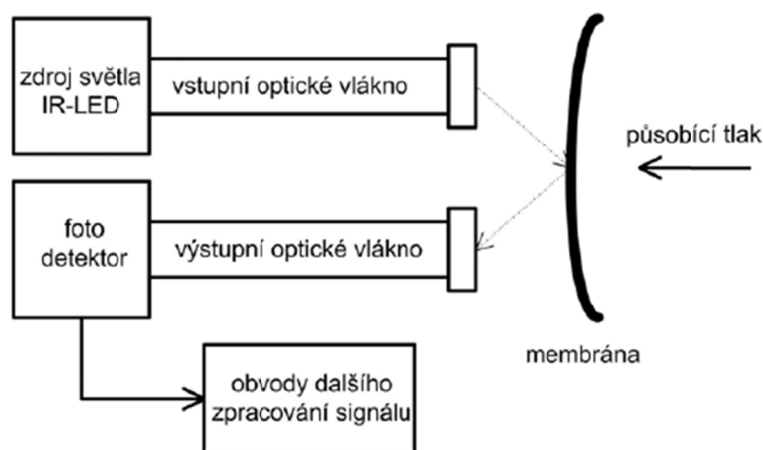 zdroj světla
IR-LED
vstupní optické vlákno
působící tlak
foto
detektor
výstupní optické vlákno
membrána
obvody dalšího
zpracování signálu